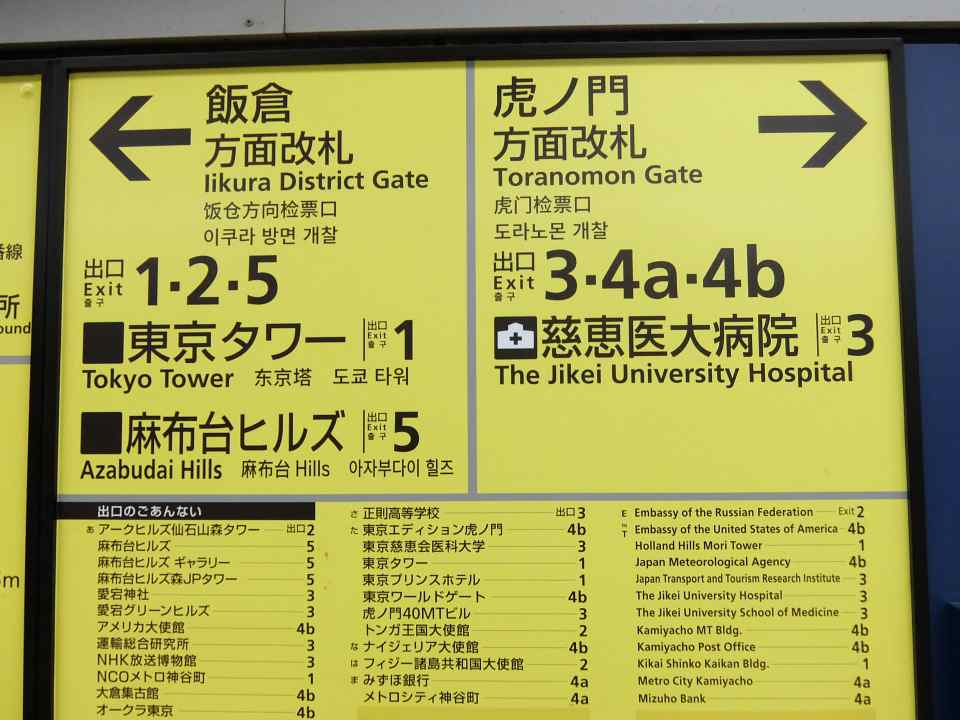 飯倉
方面改札
Iikura District Gate
饭仓方向检票口
이쿠라 방면 개찰
出口
Exit
출구
1·2·5
東京タワー
出口
Exit
출구
1
Tokyo Tower 东京塔 도쿄 타워
麻布台ヒルズ
出口
Exit
출구
5
Azabudai Hills 麻布台 Hills 아자부다이 힐즈
虎ノ門
方面改札
Toranomon Gate
虎门检票口
도라노몬 개찰
出口
Exit
출구
3·4a·4b
慈恵医大病院
出口
Exit
출구
3
The Jikei University Hospital
番線
所
ound
m
出口のごあんない
あ アークヒルズ仙石山森タワー 出口2
麻布台ヒルズ 5
麻布台ヒルズ ギャラリー 5
麻布台ヒルズ森JPタワー 5
愛宕神社 3
愛宕グリーンヒルズ 3
アメリカ大使館 4b
運輸総合研究所 3
NHK放送博物館 3
NCOメトロ神谷町 1
大倉集古館 4b
オークラ東京 4b
さ 正則高等学校 出口3
た 東京エディション虎ノ門 4b
東京慈恵会医科大学 3
東京タワー 1
東京プリンスホテル 1
東京ワールドゲート 4b
虎ノ門40MTビル 3
トンガ王国大使館 2
な ナイジェリア大使館 4b
は フィジー諸島共和国大使館 2
ま みずほ銀行 4a
メトロシティ神谷町 4a
E Embassy of the Russian Federation Exit 2
Embassy of the United States of America 4b
Holland Hills Mori Tower 1
Japan Meteorological Agency 4b
Japan Transport and Tourism Research Institute 3
The Jikei University Hospital 3
The Jikei University School of Medicine 3
Kamiyacho MT Bldg. 4b
Kamiyacho Post Office 4b
Kikai Shinko Kaikan Bldg. 1
Metro City Kamiyacho 4a
Mizuho Bank 4a